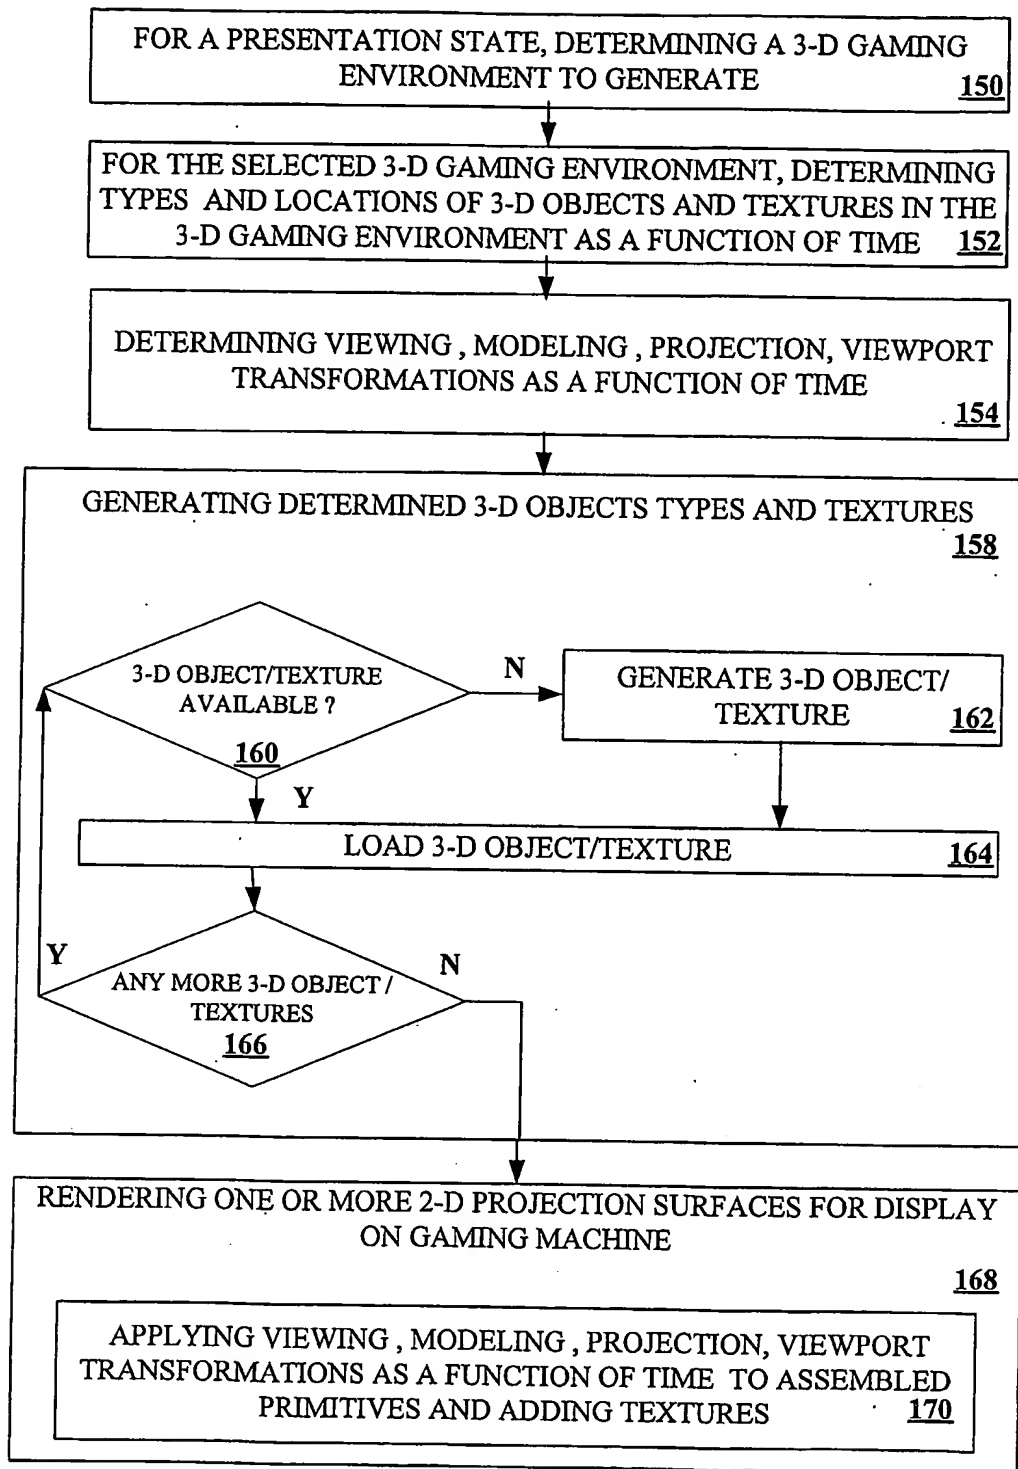 FOR A PRESENTATION STATE, DETERMINING A 3-D GAMING
ENVIRONMENT TO GENERATE
150
FOR THE SELECTED 3-D GAMING ENVIRONMENT, DETERMINING
TYPES AND LOCATIONS OF 3-D OBJECTS AND TEXTURES IN THE
3-D GAMING ENVIRONMENT AS A FUNCTION OF TIME 152
DETERMINING VIEWING , MODELING , PROJECTION, VIEWPORT
TRANSFORMATIONS AS A FUNCTION OF TIME
154
GENERATING DETERMINED 3-D OBJECTS TYPES AND TEXTURES
158
3-D OBJECT/TEXTURE
AVAILABLE ?
160
N
GENERATE 3-D OBJECT/
TEXTURE 162
Y
LOAD 3-D OBJECT/TEXTURE 164
Y
N
ANY MORE 3-D OBJECT /
TEXTURES
166
RENDERING ONE OR MORE 2-D PROJECTION SURFACES FOR DISPLAY
ON GAMING MACHINE
168
APPLYING VIEWING , MODELING , PROJECTION, VIEWPORT
TRANSFORMATIONS AS A FUNCTION OF TIME TO ASSEMBLED
PRIMITIVES AND ADDING TEXTURES 170